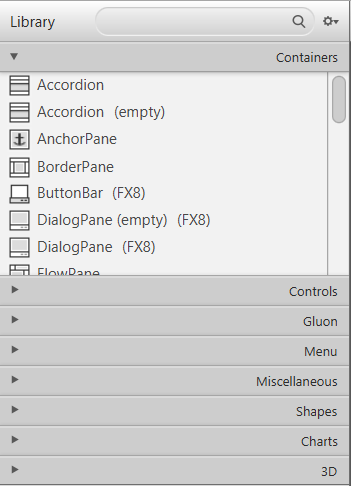 Library
Containers
Accordion
Accordion (empty)
AnchorPane
BorderPane
ButtonBar (FX8)
DialogPane (empty) (FX8)
DialogPane (FX8)
FlowPane
Controls
Gluon
Menu
Miscellaneous
Shapes
Charts
3D